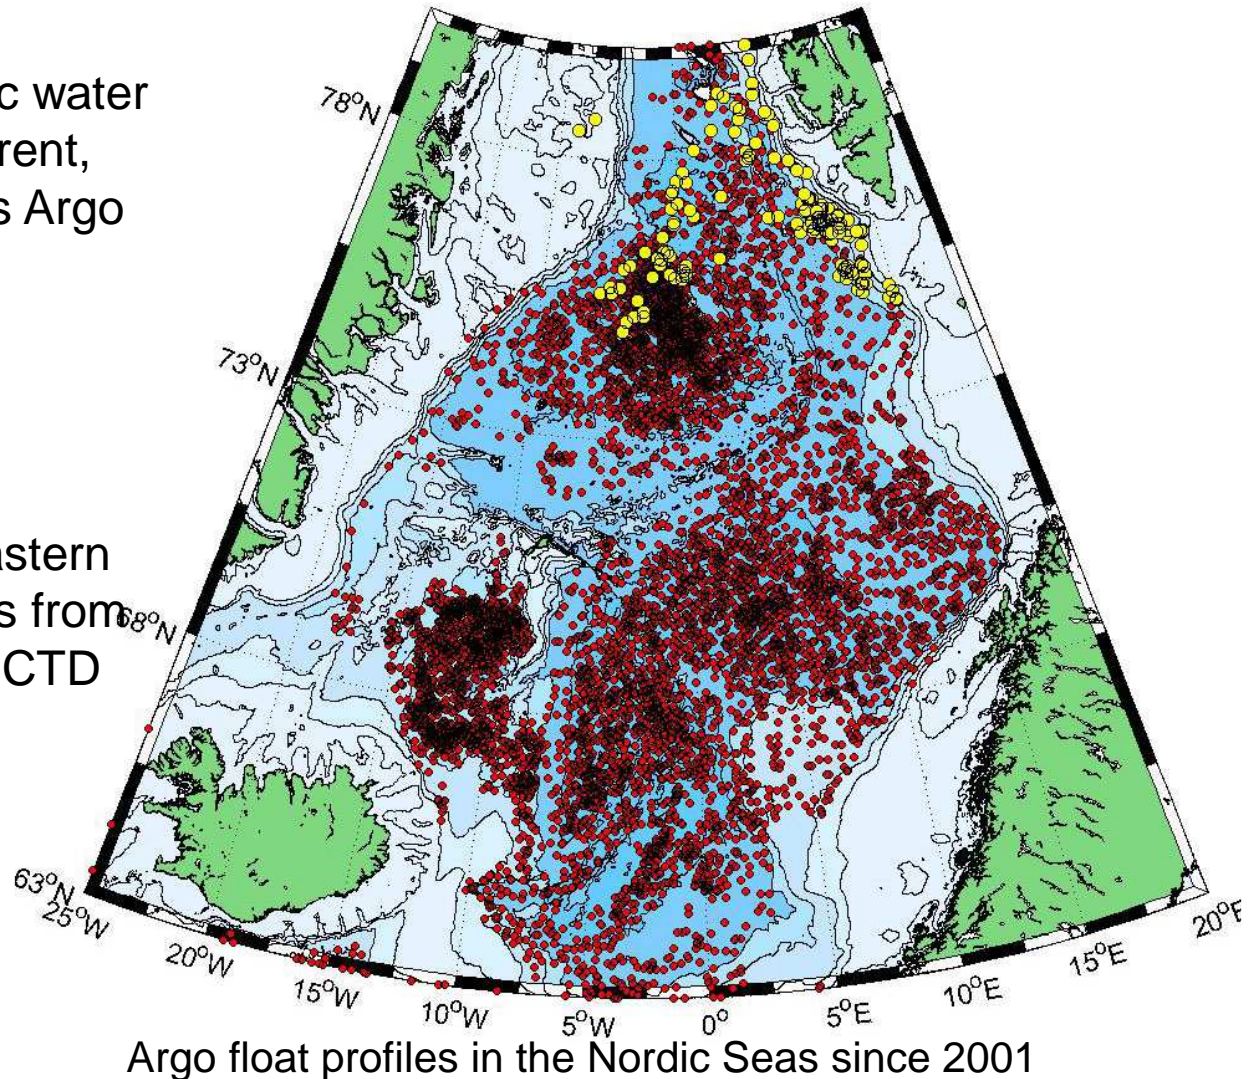 c water
rrent,
s Argo
astern
s from
CTD
78°N
73°N
68°N
63°N
25°W
20°W
15°W
10°W
5°W
0°
5°E
10°E
15°E
20°E
Argo float profiles in the Nordic Seas since 2001